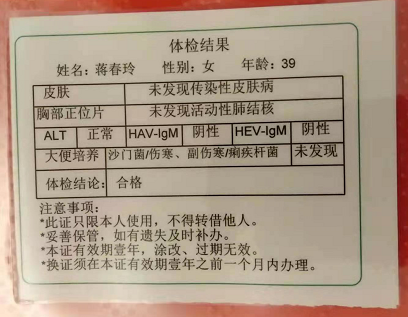 体检结果
姓名：蒋春玲 性别：女 年龄：39
皮肤 未发现传染性皮肤病
胸部正位片 未发现活动性肺结核
ALT 正常 HAV-IgM 阴性 HEV-IgM 阴性
大便培养 沙门菌/伤寒、副伤寒/痢疾杆菌 未发现
体检结论：合格
注意事项：
*此证只限本人使用，不得转借他人。
*妥善保管，如有遗失及时补办。
*本证有效期壹年，涂改、过期无效。
*换证须在本证有效期壹年之前一个月内办理。